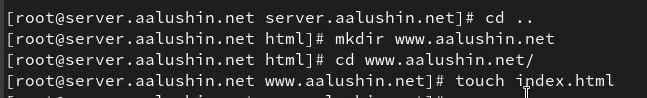 [root@server.aalushin.net server.aalushin.net]# cd ..
[root@server.aalushin.net html]# mkdir www.aalushin.net
[root@server.aalushin.net html]# cd www.aalushin.net/
[root@server.aalushin.net www.aalushin.net]# touch index.html